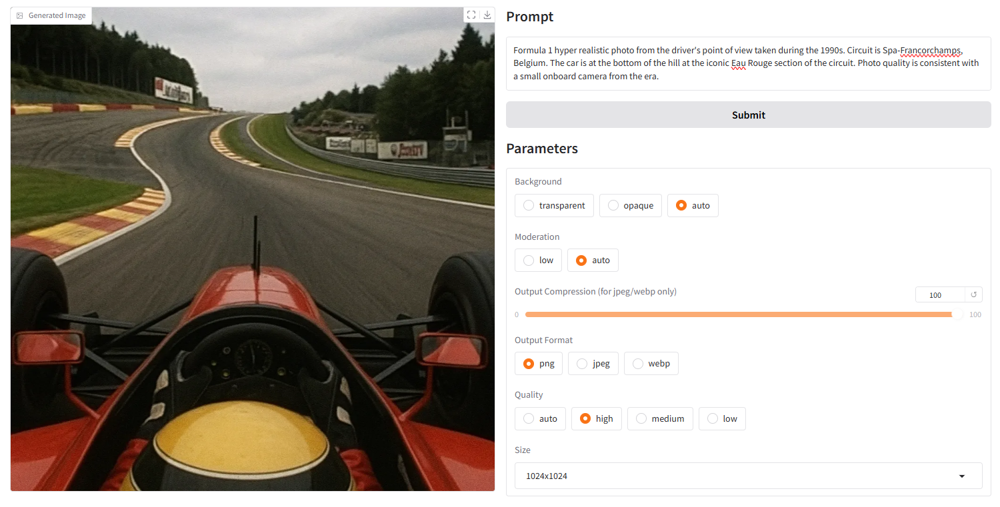 Generated Image
Prompt
Formula 1 hyper realistic photo from the driver's point of view taken during the 1990s. Circuit is Spa-Francorchamps,
Belgium. The car is at the bottom of the hill at the iconic Eau Rouge section of the circuit. Photo quality is consistent with
a small onboard camera from the era.
Submit
Parameters
Background
transparent
opaque
auto
Moderation
low
auto
Output Compression (for jpeg/webp only)
100
0
100
Output Format
png
jpeg
webp
Quality
auto
high
medium
low
Size
1024x1024